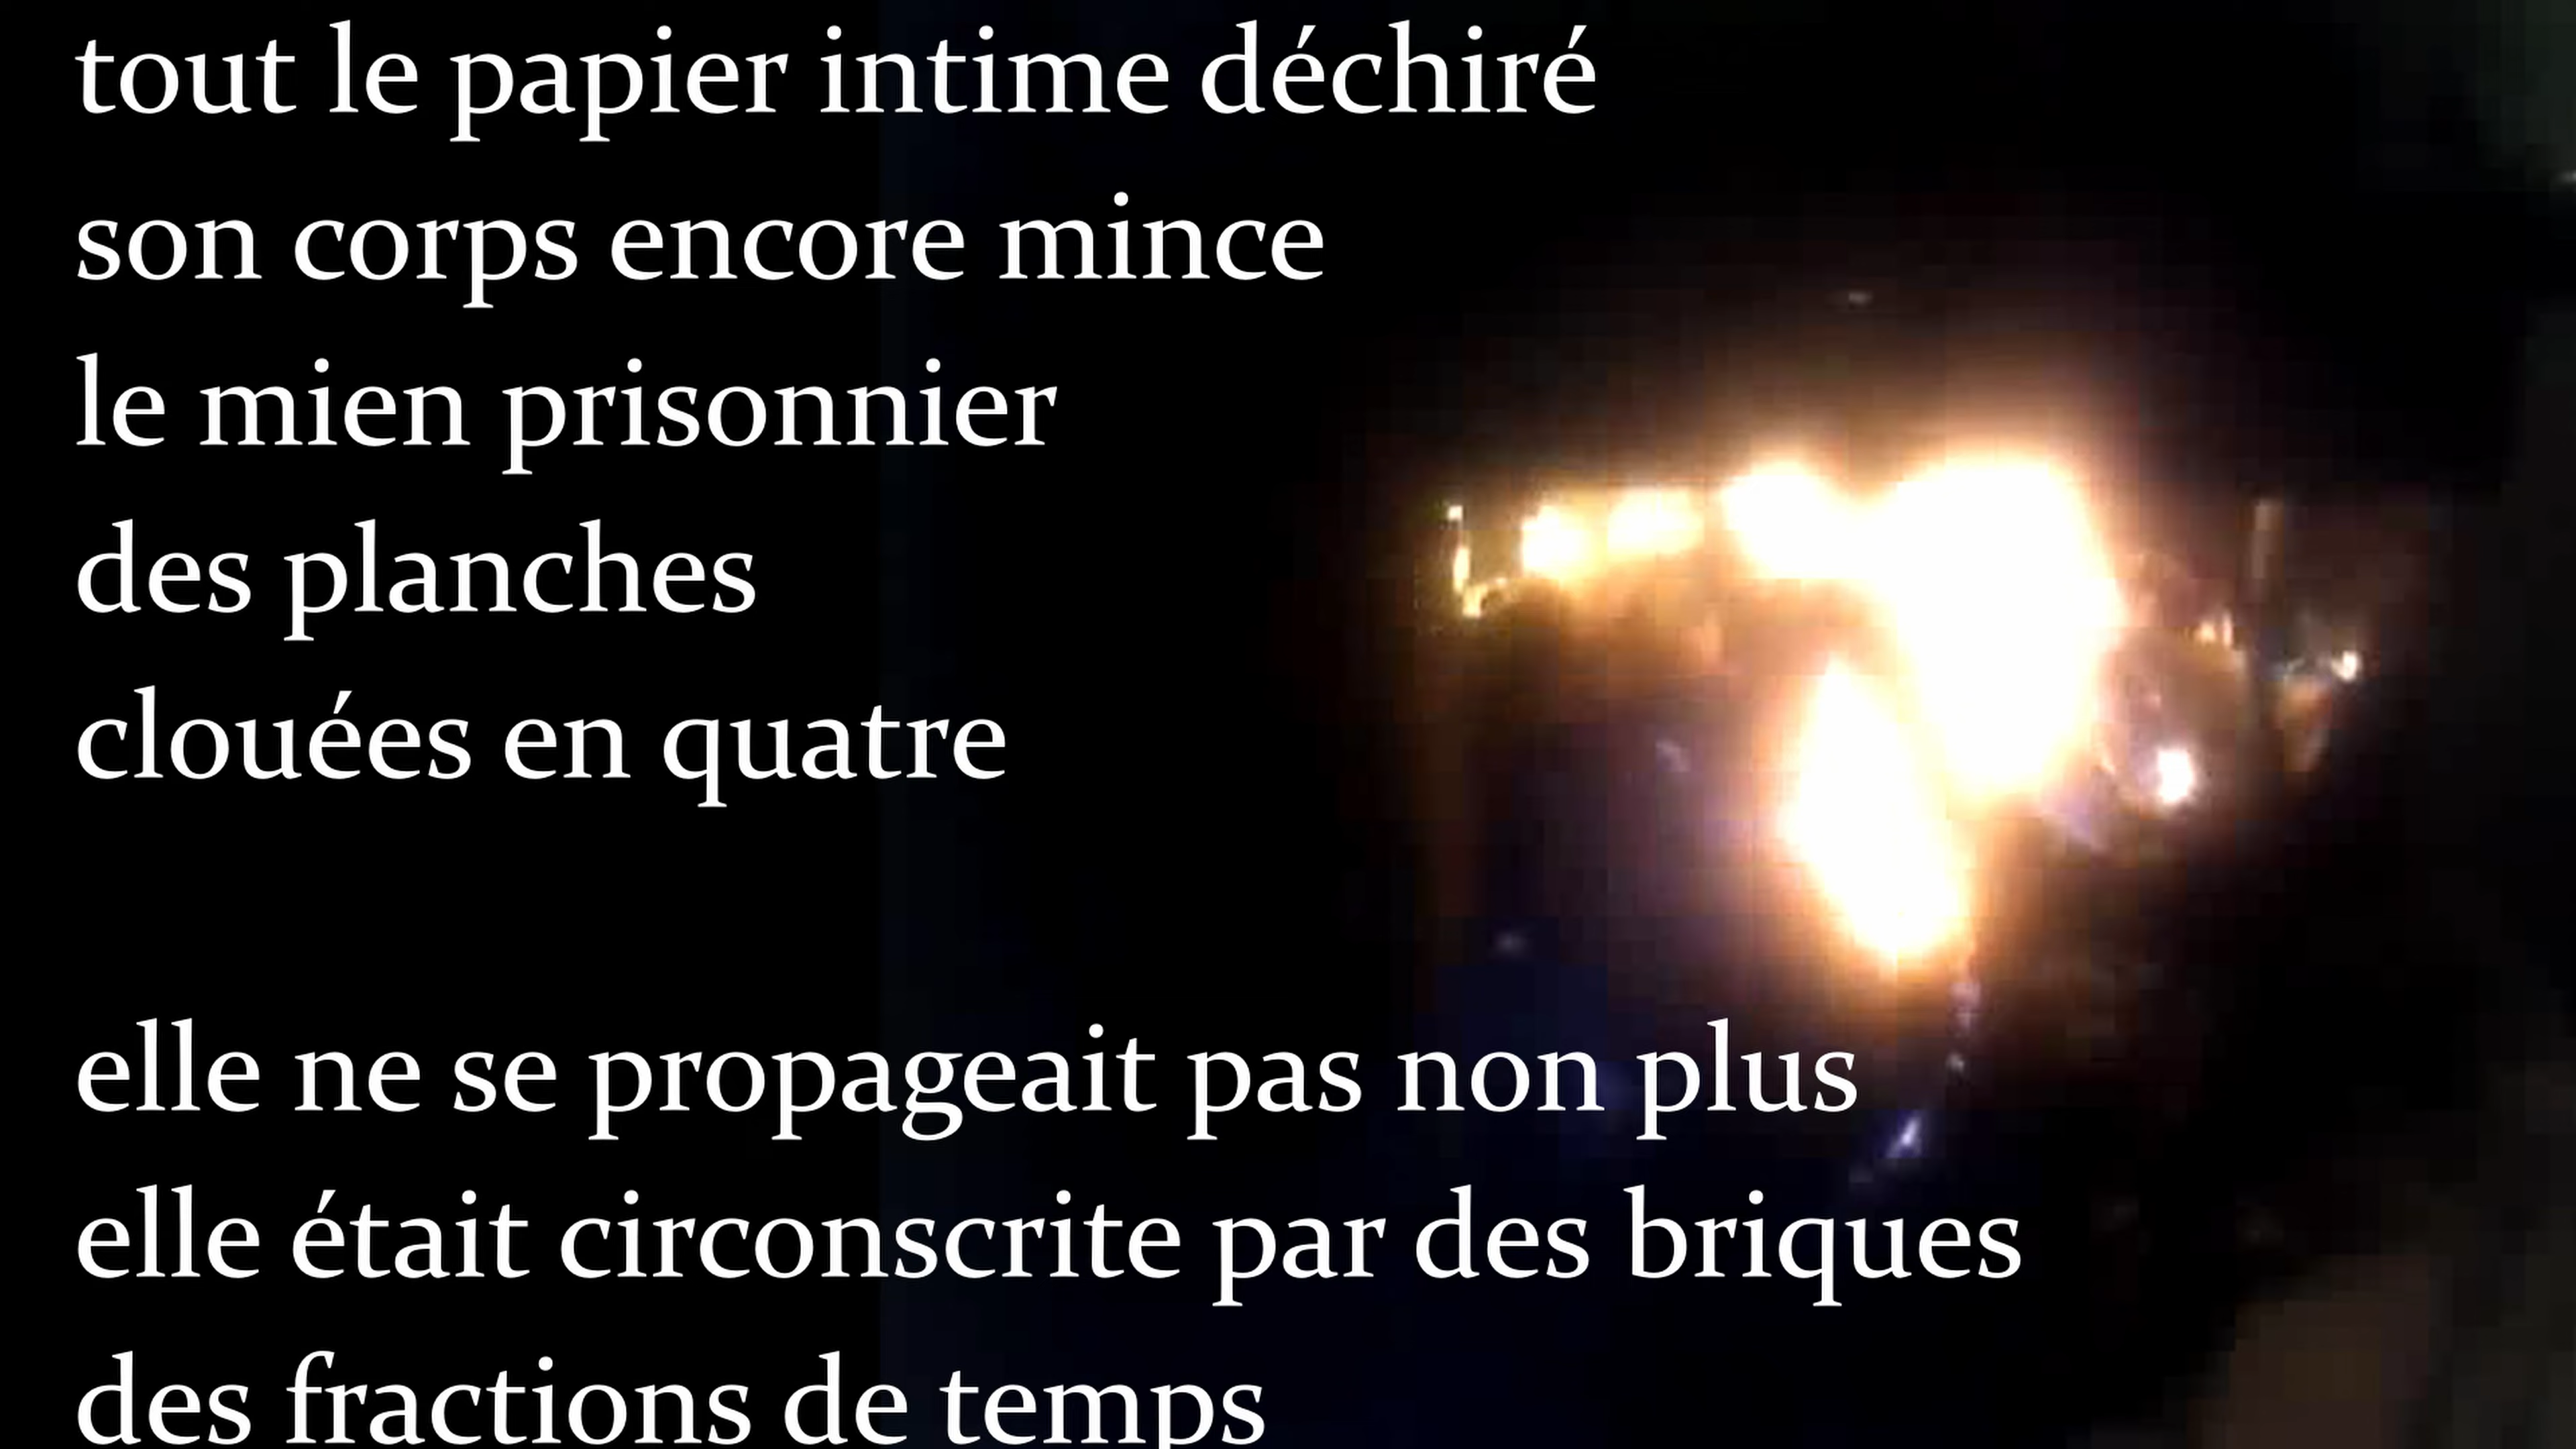 tout le papier intime déchiré
son corps encore mince
le mien prisonnier
des planches
clouées en quatre
elle ne se propageait pas non plus
elle était circonscrite par des briques
des fractions de temps